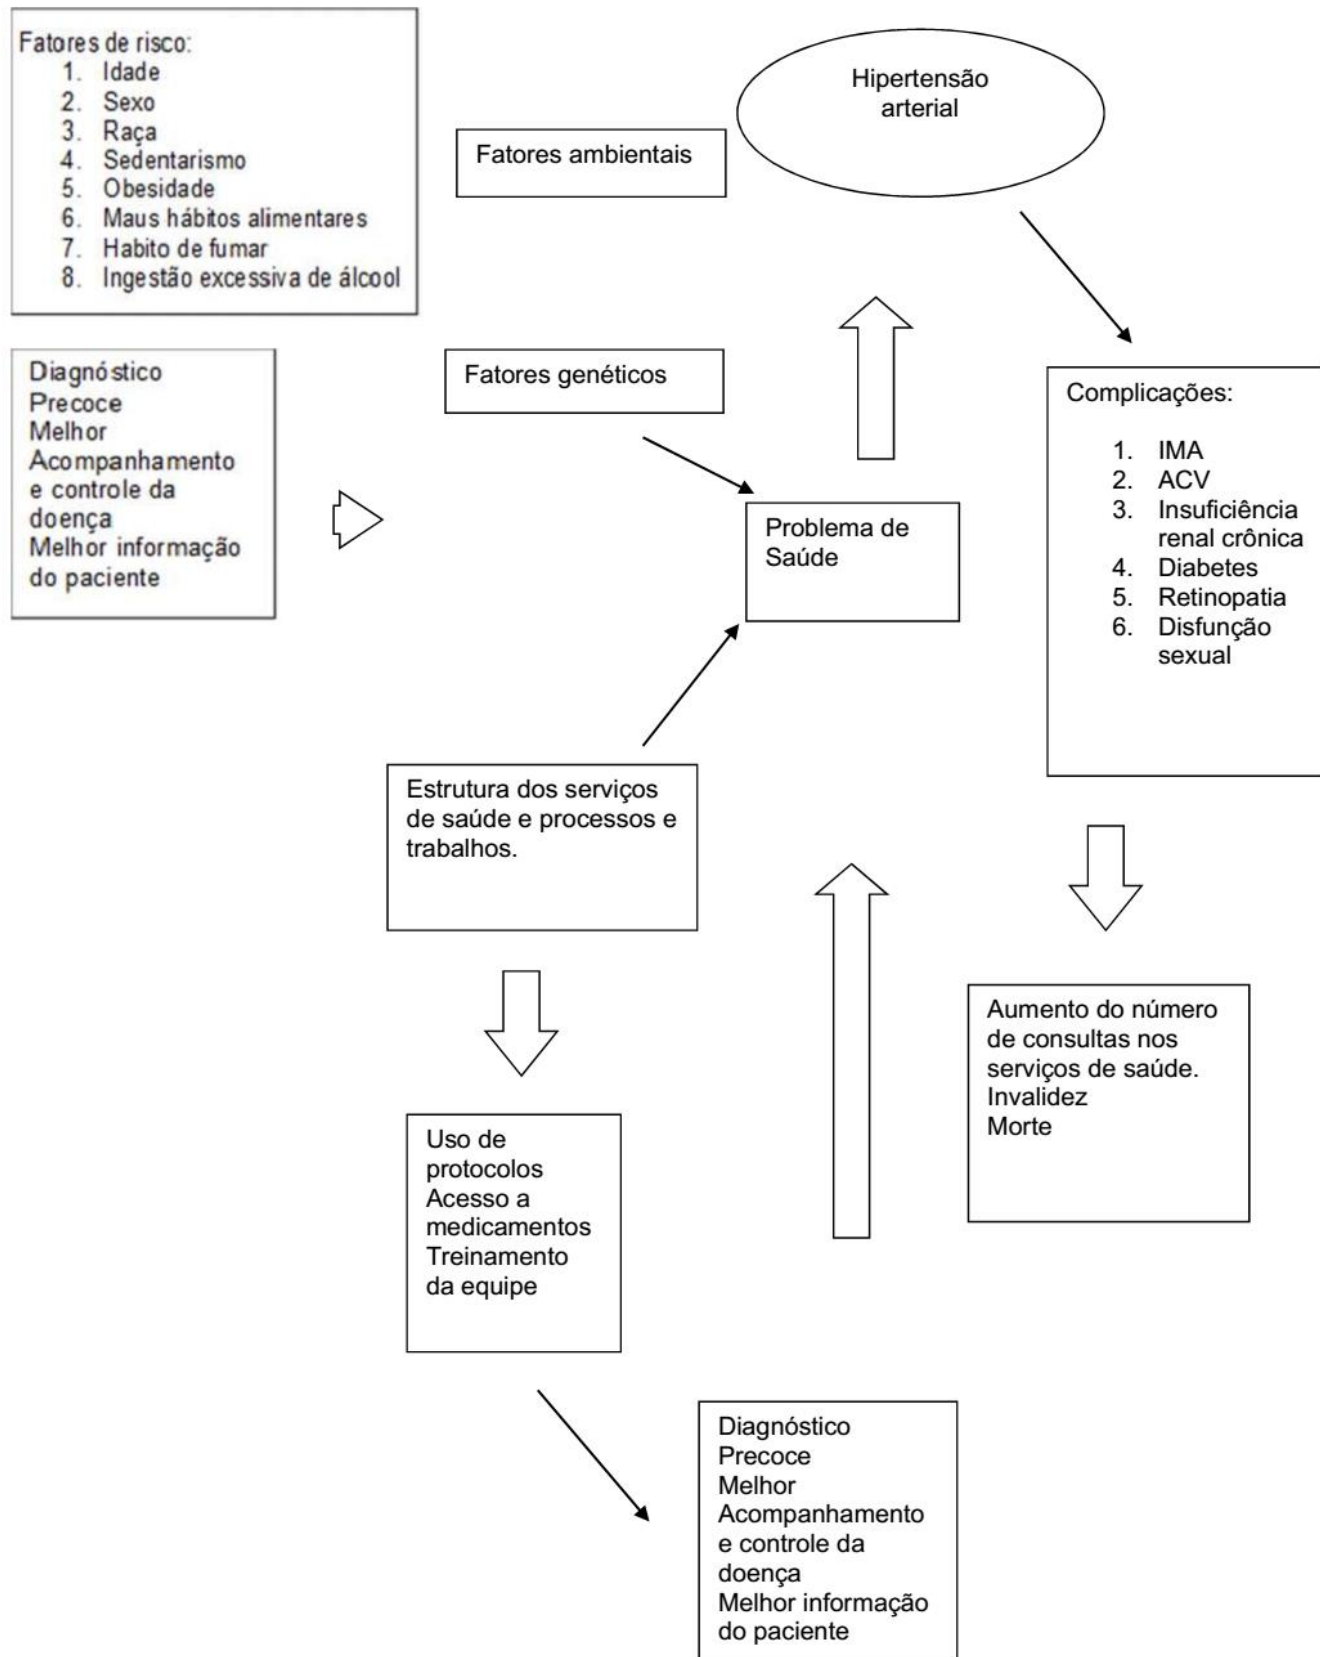 Fatores de risco:
1. Idade
2. Sexo
3. Raça
4. Sedentarismo
5. Obesidade
6. Maus hábitos alimentares
7. Habito de fumar
8. Ingestão excessiva de álcool
Hipertensão
arterial
Fatores ambientais
Diagnóstico
Precoce
Melhor
Acompanhamento
e controle da
doença
Melhor informação
do paciente
Fatores genéticos
Complicações:
1. IMA
2. ACV
3. Insuficiência
renal crônica
4. Diabetes
5. Retinopatia
6. Disfunção
sexual
Problema de
Saúde
Estrutura dos serviços
de saúde e processos e
trabalhos.
Aumento do número
de consultas nos
serviços de saúde.
Invalidez
Morte
Uso de
protocolos
Acesso a
medicamentos
Treinamento
da equipe
Diagnóstico
Precoce
Melhor
Acompanhamento
e controle da
doença
Melhor informação
do paciente